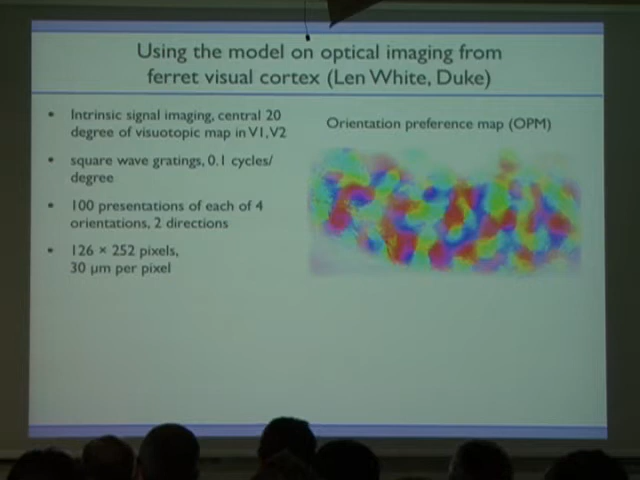 Using the model on optical imaging from
ferret visual cortex (Len White, Duke)
• Intrinsic signal imaging, central 20
degree of visuotopic map in V1,V2
• square wave gratings, 0.1 cycles/
degree
• 100 presentations of each of 4
orientations, 2 directions
• 126 × 252 pixels,
30 μm per pixel
Orientation preference map (OPM)